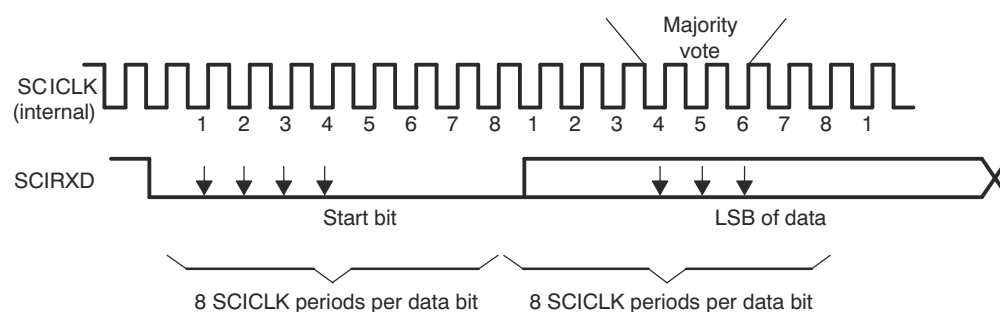 Majority
vote
SCICLK
(internal)
1 2 3 4 5 6 7 8 1 2 3 4 5 6 7 8 1
SCIRXD
Start bit
LSB of data
8 SCICLK periods per data bit
8 SCICLK periods per data bit